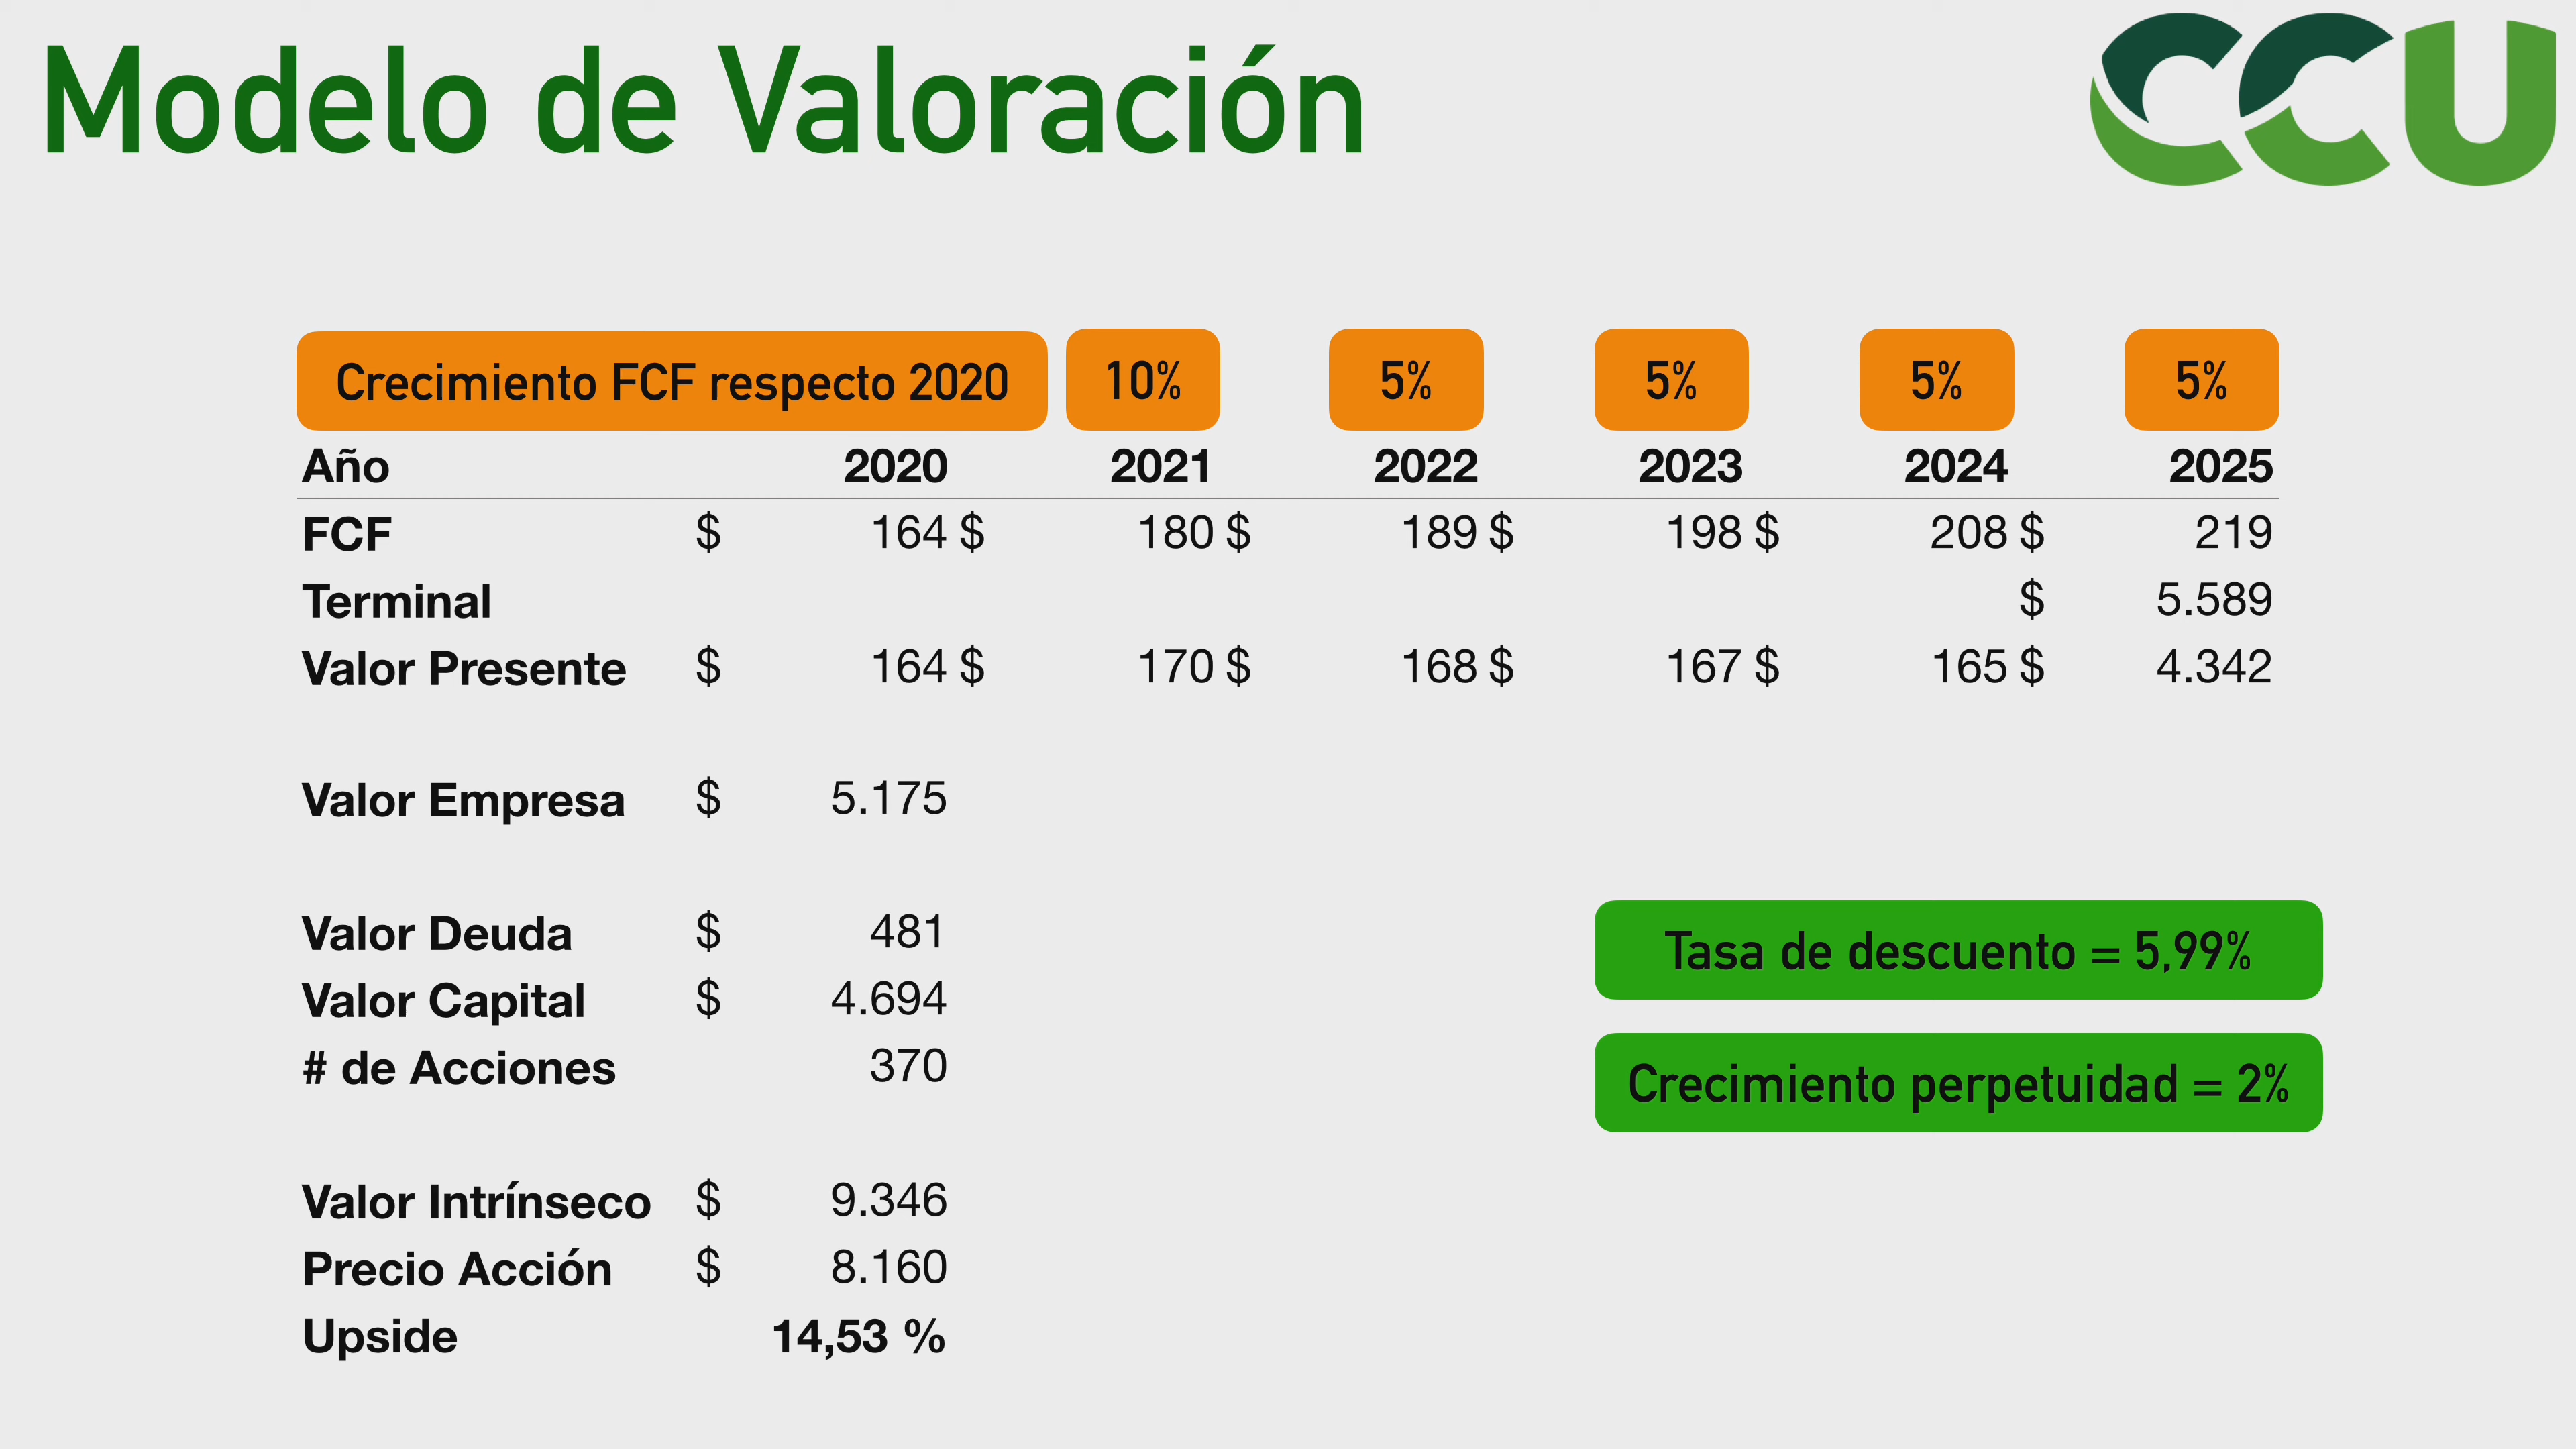 Modelo de Valoración
CCU
Crecimiento FCF respecto 2020 10% 5% 5% 5% 5%
Año 2020 2021 2022 2023 2024 2025
FCF $ 164 $ 180 $ 189 $ 198 $ 208 $ 219
Terminal $ 5.589
Valor Presente $ 164 $ 170 $ 168 $ 167 $ 165 $ 4.342
Valor Empresa $ 5.175
Valor Deuda $ 481
Tasa de descuento = 5,99%
Valor Capital $ 4.694
# de Acciones 370
Crecimiento perpetuidad = 2%
Valor Intrínseco $ 9.346
Precio Acción $ 8.160
Upside 14,53 %